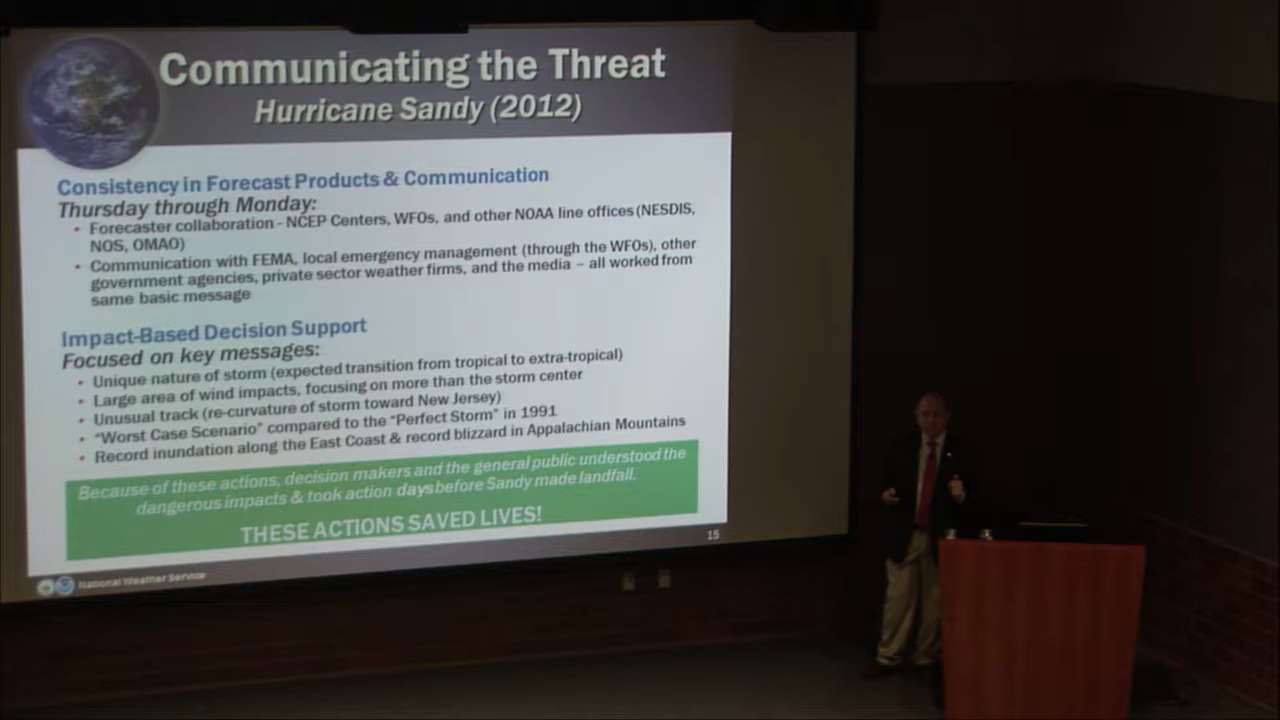 Communicating the Threat
Hurricane Sandy (2012)
Consistency in Forecast Products & Communication
Thursday through Monday:
• Forecaster collaboration - NCEP Centers, WFOs, and other NOAA line offices (NESDIS,
NOS, OMAO)
• Communication with FEMA, local emergency management (through the WFOs), other
government agencies, private sector weather firms, and the media – all worked from
same basic message
Impact-Based Decision Support
Focused on key messages:
• Unique nature of storm (expected transition from tropical to extra-tropical)
• Large area of wind impacts, focusing on more than the storm center
• Unusual track (re-curvature of storm toward New Jersey)
• "Worst Case Scenario" compared to the "Perfect Storm" in 1991
• Record inundation along the East Coast & record blizzard in Appalachian Mountains
Because of these actions, decision makers and the general public understood the
dangerous impacts & took action days before Sandy made landfall.
THESE ACTIONS SAVED LIVES!
15
National Weather Service